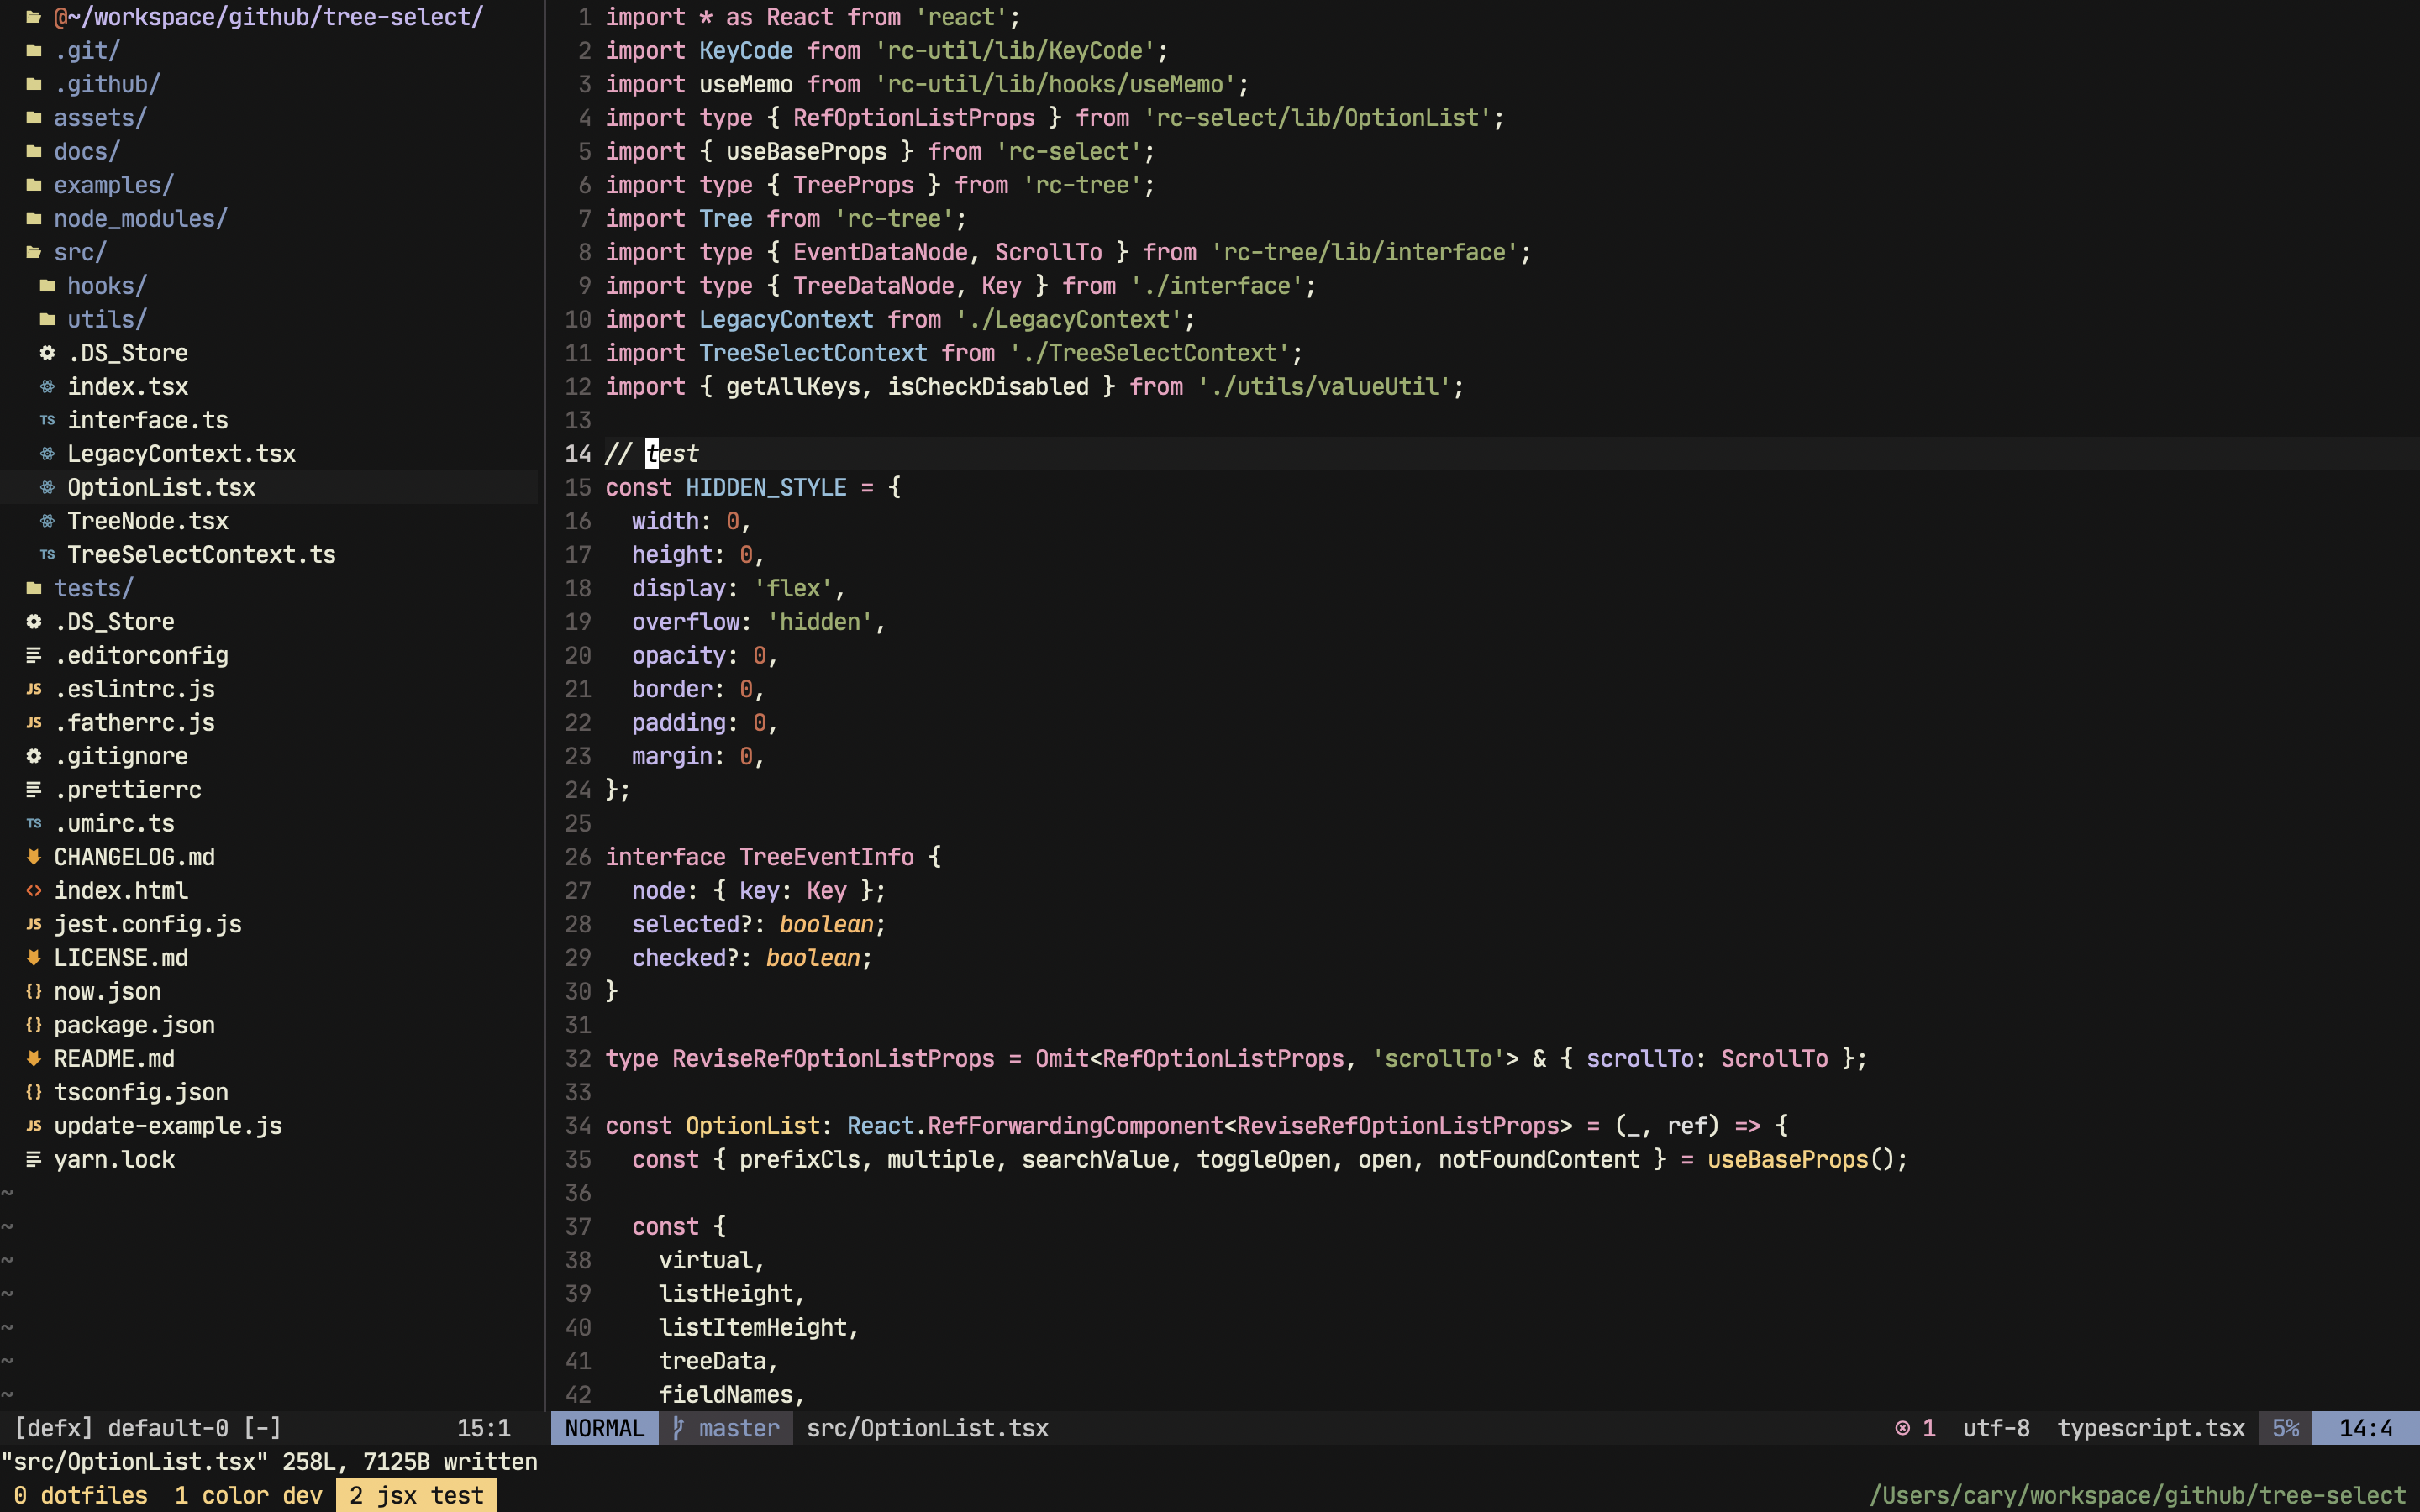 @~/workspace/github/tree-select/
.git/
.github/
assets/
docs/
examples/
node_modules/
src/
hooks/
utils/
.DS_Store
index.tsx
TS interface.ts
LegacyContext.tsx
OptionList.tsx
TreeNode.tsx
TS TreeSelectContext.ts
tests/
.DS_Store
.editorconfig
JS .eslintrc.js
JS .fatherrc.js
.gitignore
.prettierrc
TS .umirc.ts
CHANGELOG.md
<> index.html
JS jest.config.js
LICENSE.md
{} now.json
{} package.json
README.md
{} tsconfig.json
JS update-example.js
yarn.lock
~
~
~
~
~
~
~
[defx] default-0 [-] 15:1
1 import * as React from 'react';
2 import KeyCode from 'rc-util/lib/KeyCode';
3 import useMemo from 'rc-util/lib/hooks/useMemo';
4 import type { RefOptionListProps } from 'rc-select/lib/OptionList';
5 import { useBaseProps } from 'rc-select';
6 import type { TreeProps } from 'rc-tree';
7 import Tree from 'rc-tree';
8 import type { EventDataNode, ScrollTo } from 'rc-tree/lib/interface';
9 import type { TreeDataNode, Key } from './interface';
10 import LegacyContext from './LegacyContext';
11 import TreeSelectContext from './TreeSelectContext';
12 import { getAllKeys, isCheckDisabled } from './utils/valueUtil';
13
14 // test
15 const HIDDEN_STYLE = {
16   width: 0,
17   height: 0,
18   display: 'flex',
19   overflow: 'hidden',
20   opacity: 0,
21   border: 0,
22   padding: 0,
23   margin: 0,
24 };
25
26 interface TreeEventInfo {
27   node: { key: Key };
28   selected?: boolean;
29   checked?: boolean;
30 }
31
32 type ReviseRefOptionListProps = Omit<RefOptionListProps, 'scrollTo'> & { scrollTo: ScrollTo };
33
34 const OptionList: React.RefForwardingComponent<ReviseRefOptionListProps> = (_, ref) => {
35   const { prefixCls, multiple, searchValue, toggleOpen, open, notFoundContent } = useBaseProps();
36
37   const {
38     virtual,
39     listHeight,
40     listItemHeight,
41     treeData,
42     fieldNames,
NORMAL master src/OptionList.tsx 1 utf-8 typescript.tsx 5% 14:4
"src/OptionList.tsx" 258L, 7125B written
0 dotfiles 1 color dev 2 jsx test /Users/cary/workspace/github/tree-select